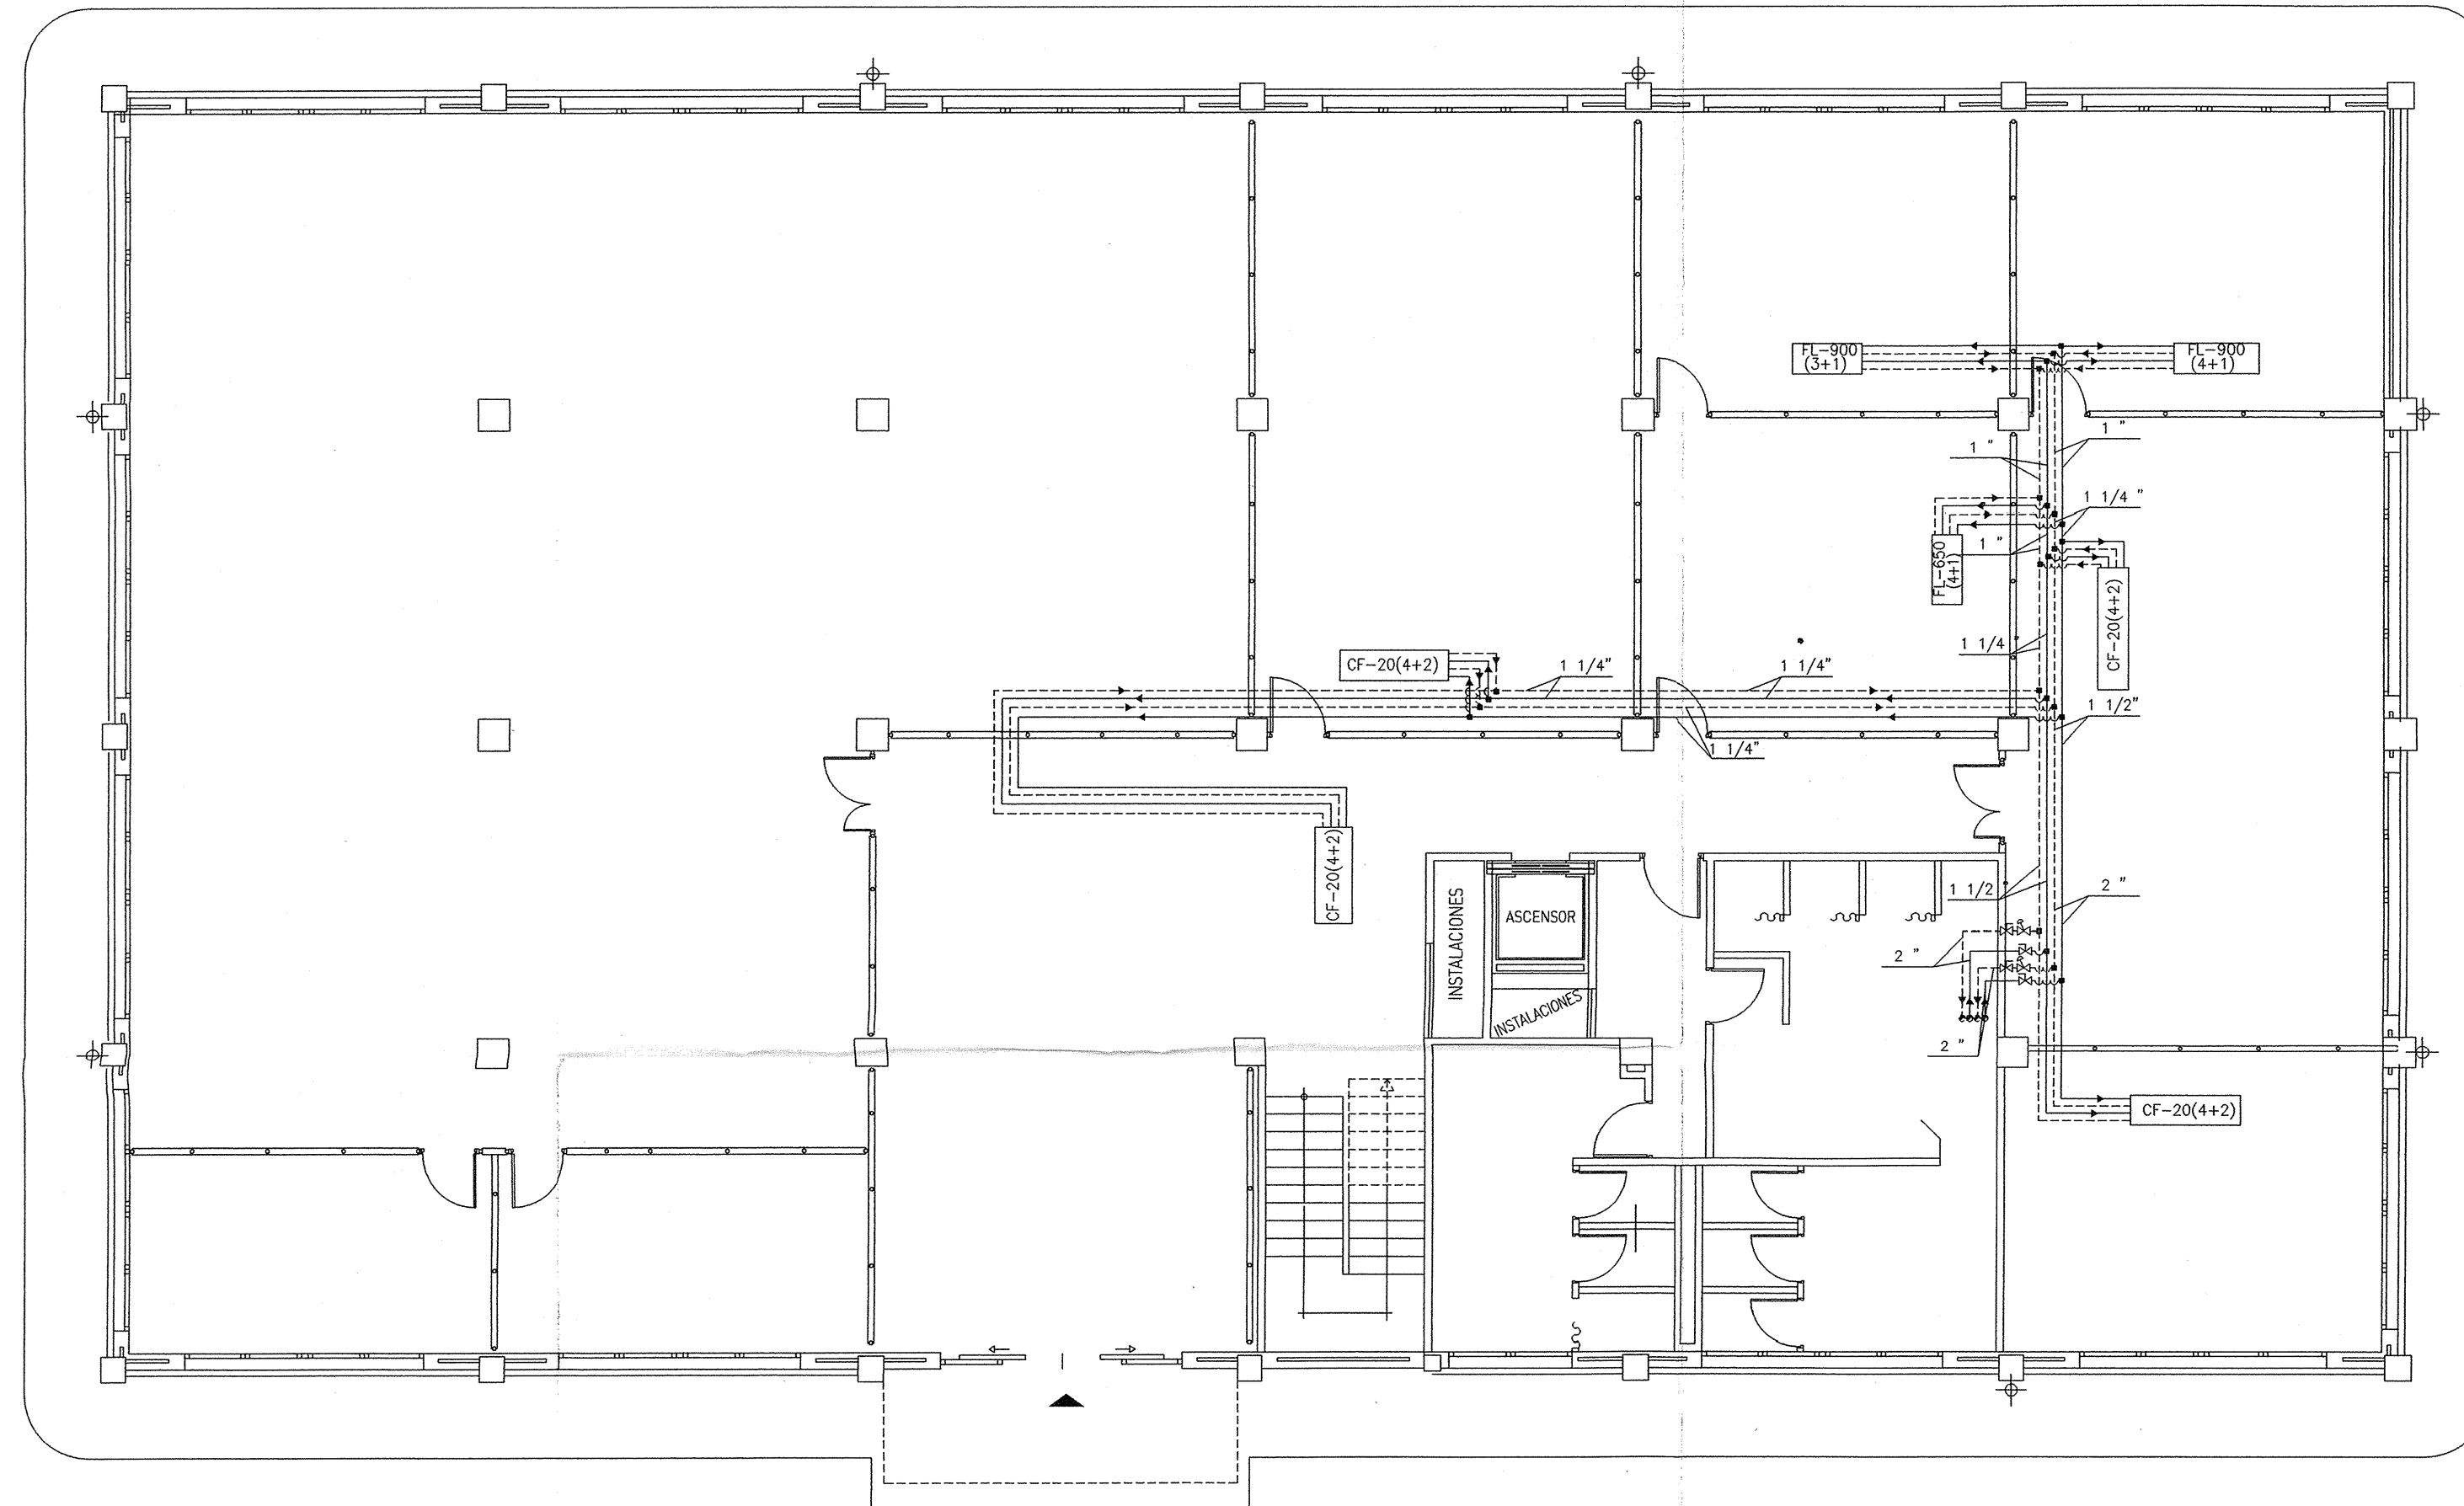 FL-900
(3+1)
FL-900
(4+1)
1 "
1 "
1 1/4 "
1 "
FL-650
(4+1)
CF-20(4+2)
1 1/4 "
CF-20(4+2)
1 1/4"
1 1/4"
1 1/2"
1 1/4"
CF-20(4+2)
INSTALACIONES
ASCENSOR
INSTALACIONES
1 1/2
2 "
2 "
2 "
CF-20(4+2)